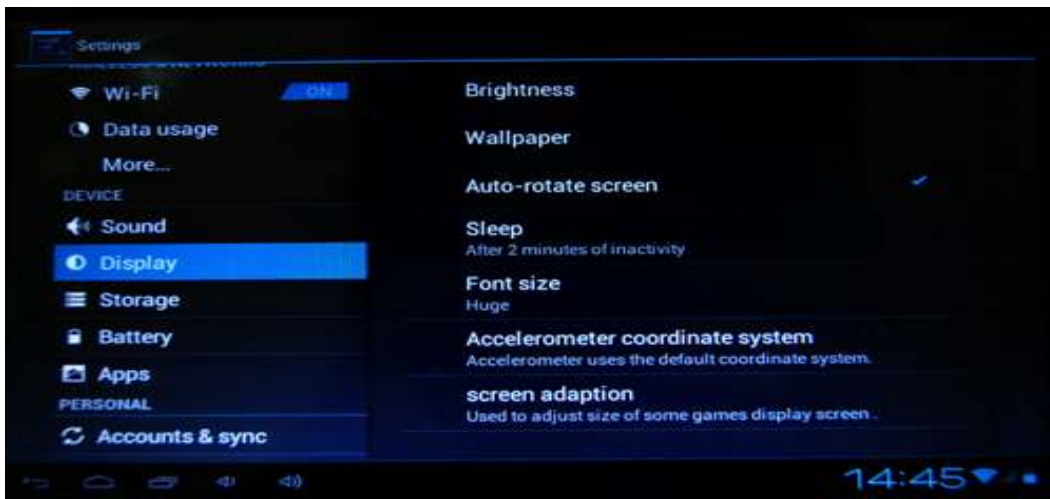 Settings
Wi-Fi
ON
Data usage
More...
DEVICE
Sound
Display
Storage
Battery
Apps
PERSONAL
Accounts & sync
Brightness
Wallpaper
Auto-rotate screen
Sleep
After 2 minutes of inactivity
Font size
Huge
Accelerometer coordinate system
Accelerometer uses the default coordinate system.
screen adaption
Used to adjust size of some games display screen .
14:45